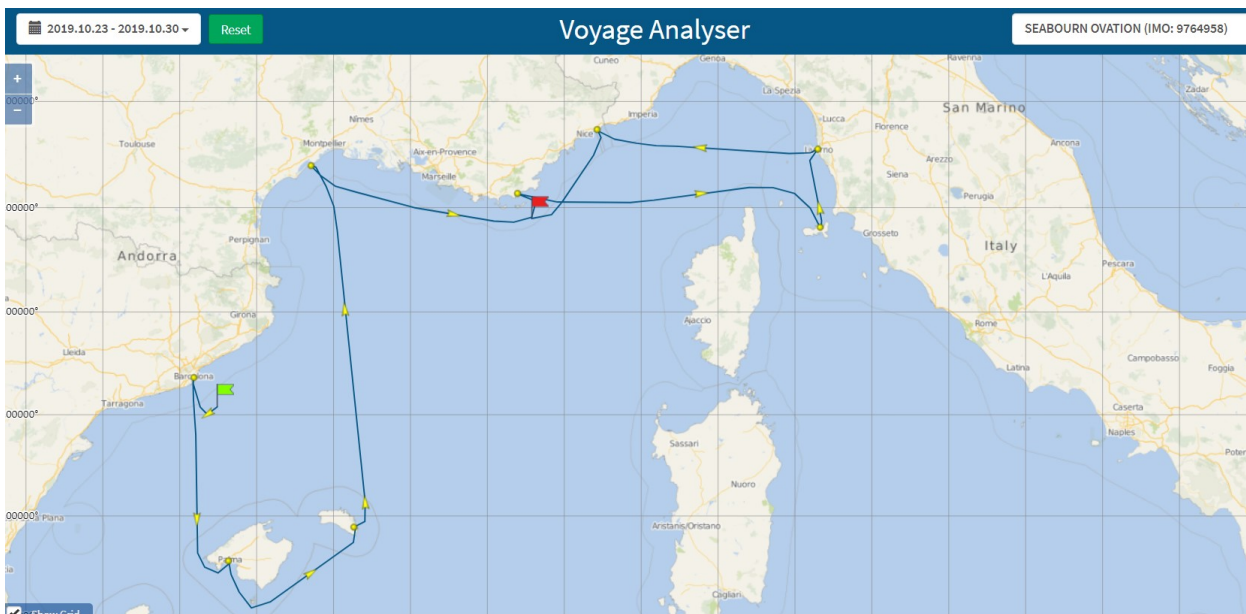 2019.10.23 - 2019.10.30
Reset
Voyage Analyser
SEABOURN OVATION (IMO: 9764958)
+
−
Cuneo
Genoa
Ravenna
Zadar
La Spezia
San Marino
Imperia
Nîmes
Lucca
Florence
Nice
Ancona
Toulouse
Montpellier
Aix-en-Provence
Arezzo
Marseille
Siena
Perugia
Grosseto
Perpignan
Italy
Andorra
Pescara
L'Aquila
Girona
Ajaccio
Rome
Lleida
Campobasso
Latina
Foggia
Barcelona
Tarragona
Caserta
Naples
Sassari
Nuoro
Aristanis/Oristano
Palma
Cagliari
Show Grid